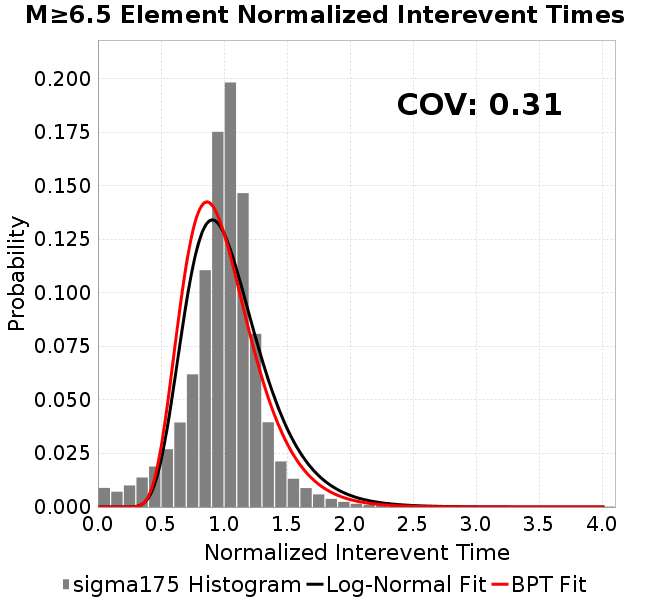 M≥6.5 Element Normalized Interevent Times
COV: 0.31
Probability
0.200
0.175
0.150
0.125
0.100
0.075
0.050
0.025
0.000
0.0 0.5 1.0 1.5 2.0 2.5 3.0 3.5 4.0
Normalized Interevent Time
sigma175 Histogram Log-Normal Fit BPT Fit